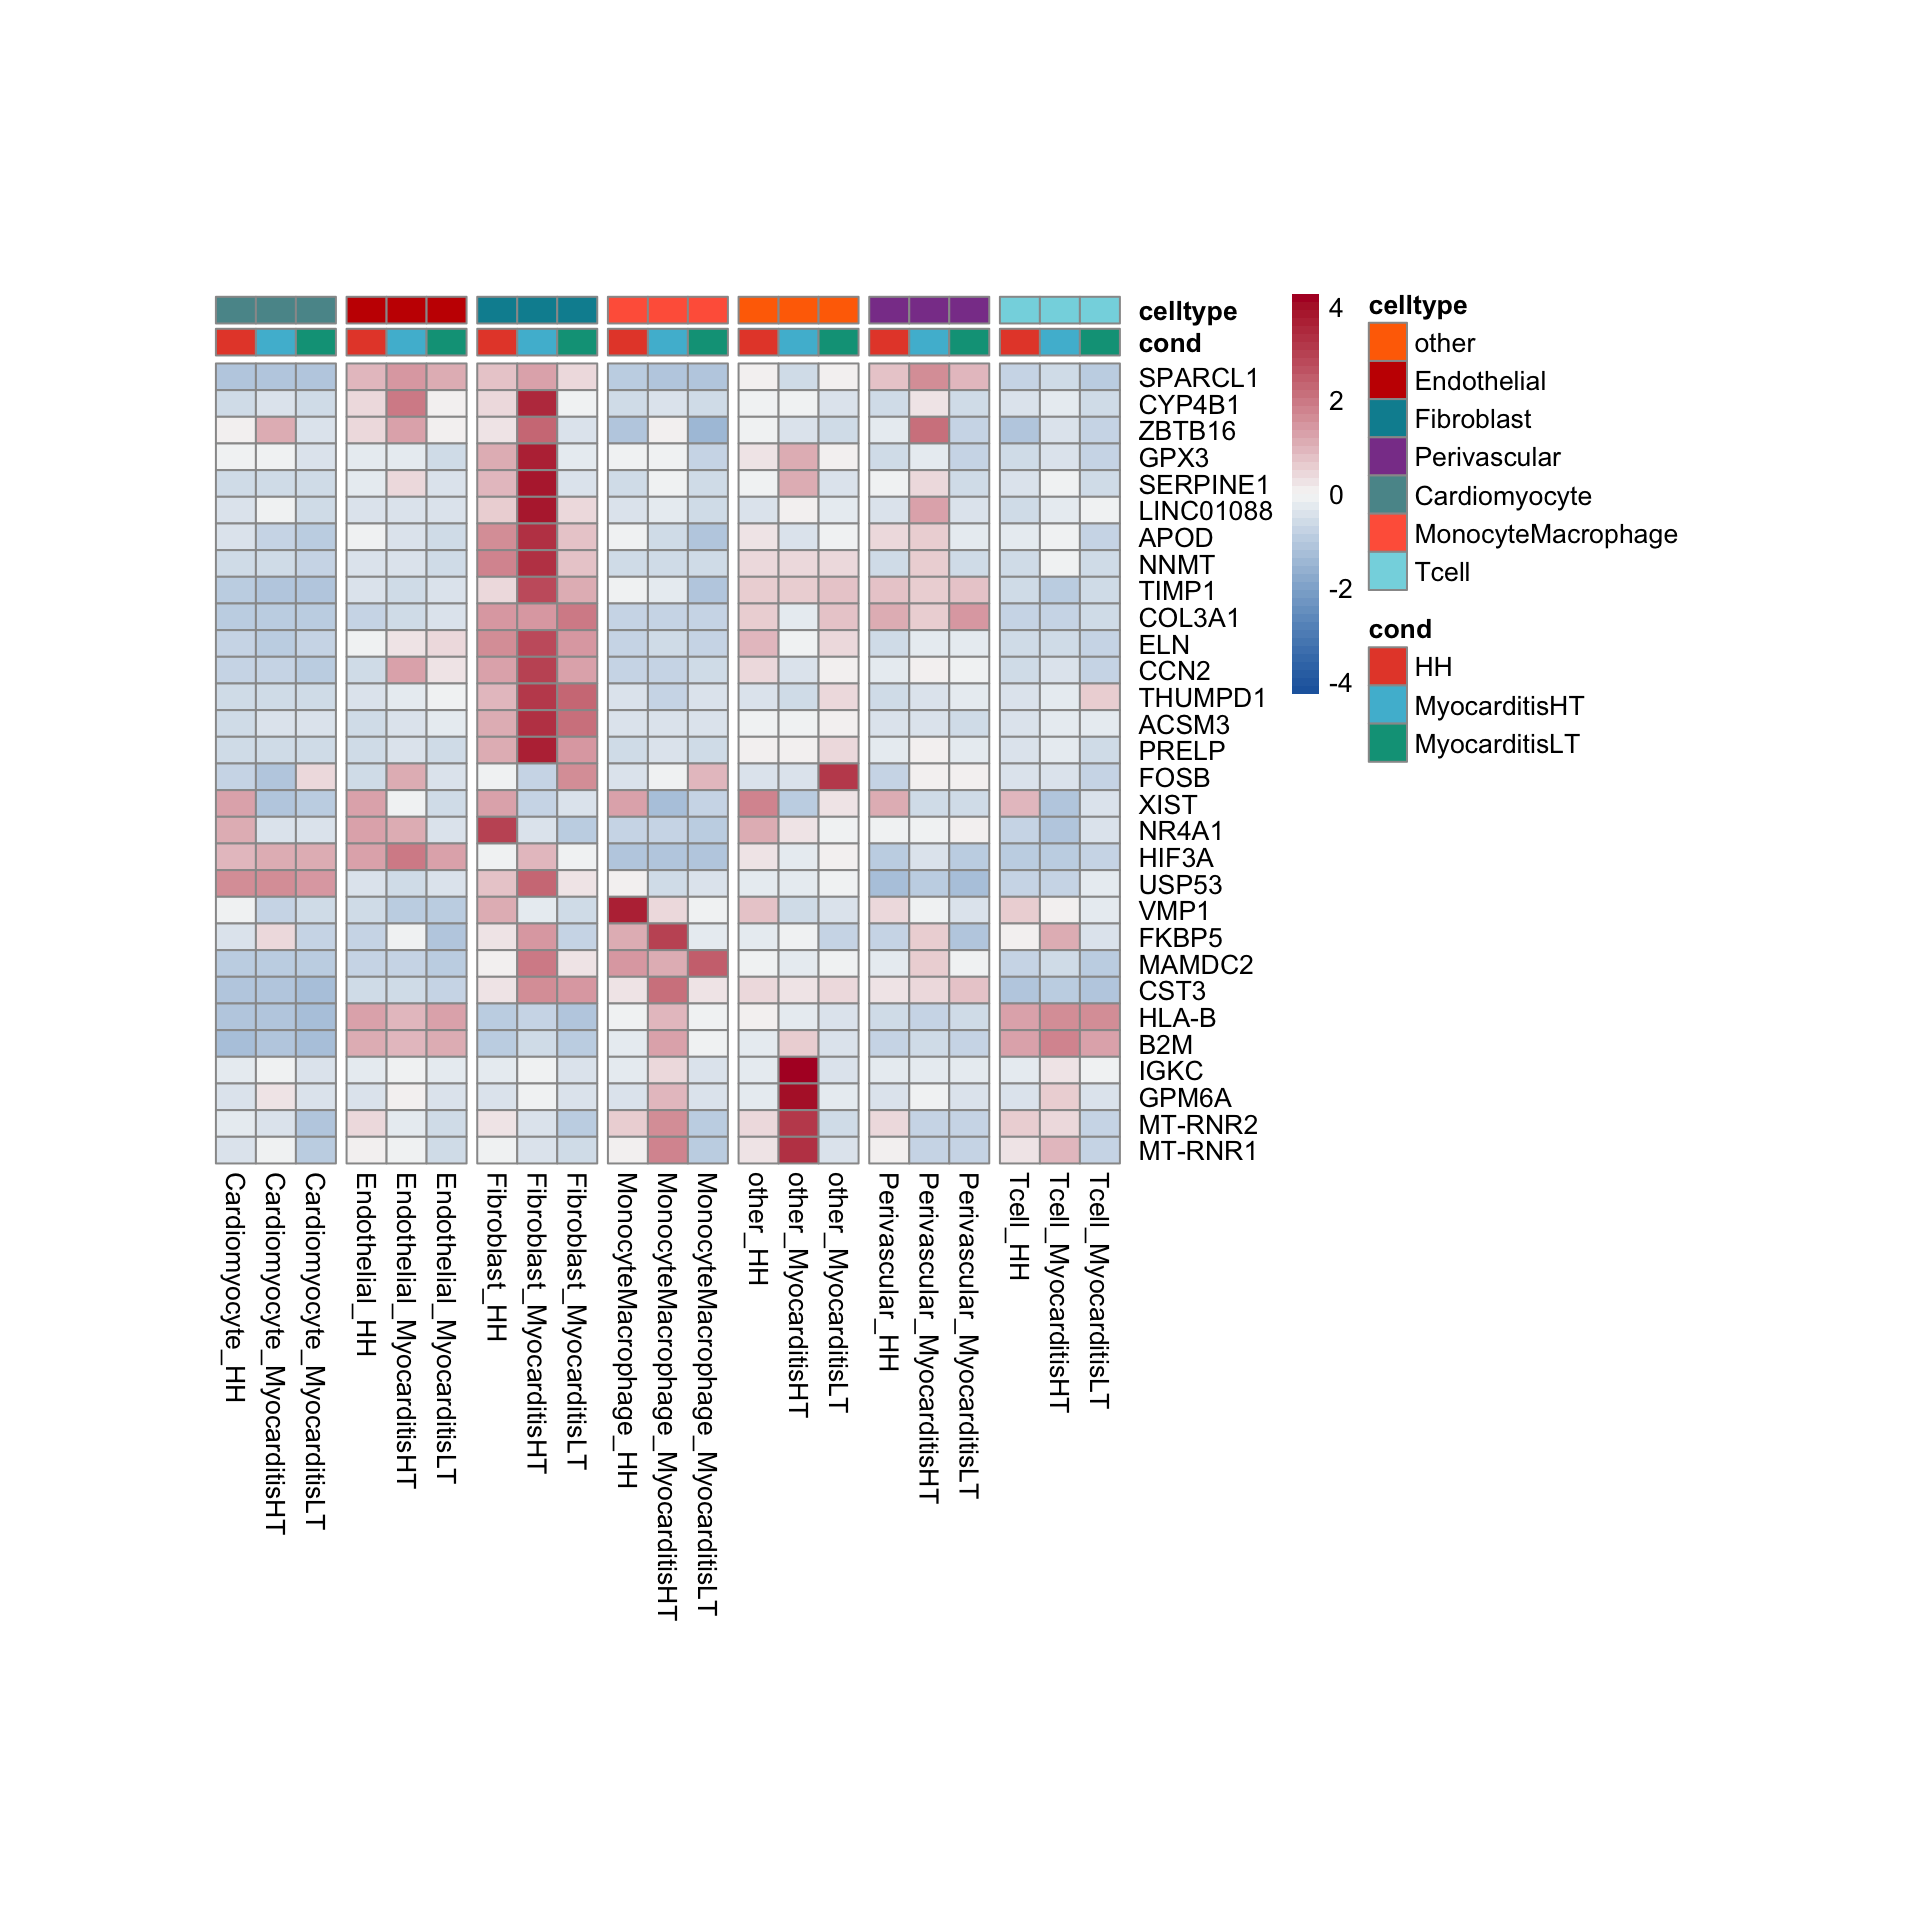 celltype
cond
SPARCL1
CYP4B1
ZBTB16
GPX3
SERPINE1
LINC01088
APOD
NNMT
TIMP1
COL3A1
ELN
CCN2
THUMPD1
ACSM3
PRELP
FOSB
XIST
NR4A1
HIF3A
USP53
VMP1
FKBP5
MAMDC2
CST3
HLA-B
B2M
IGKC
GPM6A
MT-RNR2
MT-RNR1
Cardiomyocyte_HH
Cardiomyocyte_MyocarditisHT
Cardiomyocyte_MyocarditisLT
Endothelial_HH
Endothelial_MyocarditisHT
Endothelial_MyocarditisLT
Fibroblast_HH
Fibroblast_MyocarditisHT
Fibroblast_MyocarditisLT
MonocyteMacrophage_HH
MonocyteMacrophage_MyocarditisHT
MonocyteMacrophage_MyocarditisLT
other_HH
other_MyocarditisHT
other_MyocarditisLT
Perivascular_HH
Perivascular_MyocarditisHT
Perivascular_MyocarditisLT
Tcell_HH
Tcell_MyocarditisHT
Tcell_MyocarditisLT
4
2
0
-2
-4
celltype
other
Endothelial
Fibroblast
Perivascular
Cardiomyocyte
MonocyteMacrophage
Tcell
cond
HH
MyocarditisHT
MyocarditisLT